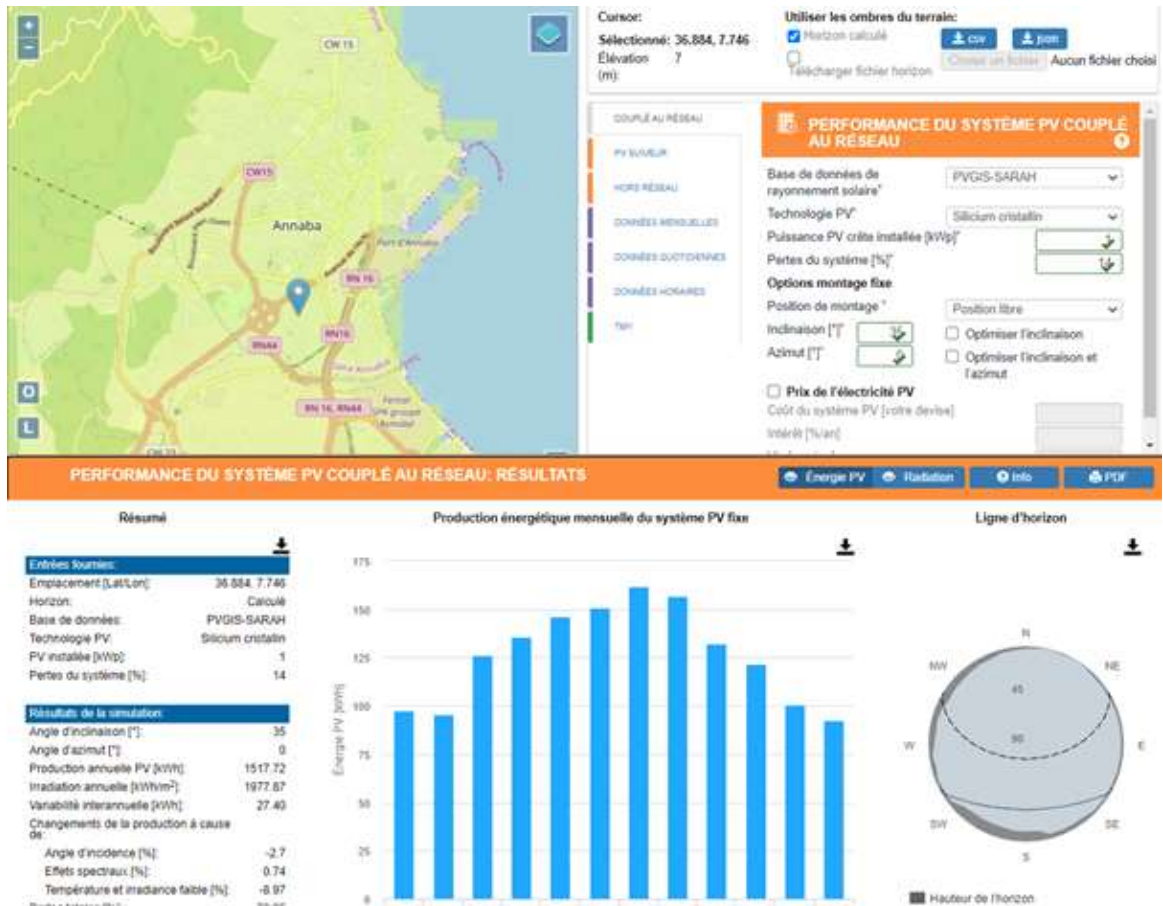 CW 15
CW15
Annaba
Port d'Annaba
RN 16
RN16
RN44
RN 16, RN44
CW 33
O
L
Cursor:
Sélectionné: 36.884, 7.746
Élévation 7
(m):
Utiliser les ombres du terrain:
Horizon calculé
csv
json
Télécharger fichier horizon
Choisir un fichier
Aucun fichier choisi
COUPLÉ AU RÉSEAU
PV SUIVEUR
HORS RÉSEAU
DONNÉES MENSUELLES
DONNÉES QUOTIDIENNES
DONNÉES HORAIRES
TMY
PERFORMANCE DU SYSTÈME PV COUPLÉ
AU RÉSEAU
Base de données de
rayonnement solaire*
PVGIS-SARAH
Technologie PV*
Silicium cristallin
Puissance PV crête installée [kWp]*
Pertes du système [%]*
Options montage fixe
Position de montage *
Position libre
Inclinaison [°]*
35
Optimiser l'inclinaison
Azimut [°]*
0
Optimiser l'inclinaison et
l'azimut
Prix de l'électricité PV
Coût du système PV [votre devise]
Intérêt [%/an]
PERFORMANCE DU SYSTÈME PV COUPLÉ AU RÉSEAU: RÉSULTATS
Énergie PV
Radiation
Info
PDF
Résumé
Entrées fournies:
Emplacement [Lat/Lon]: 36.884, 7.746
Horizon: Calculé
Base de données: PVGIS-SARAH
Technologie PV: Silicium cristallin
PV installée [kWp]: 1
Pertes du système [%]: 14
Résultats de la simulation:
Angle d'inclinaison [°]: 35
Angle d'azimut [°]: 0
Production annuelle PV [kWh]: 1517.72
Irradiation annuelle [kWh/m²]: 1977.87
Variabilité interannuelle [kWh]: 27.40
Changements de la production à cause
de:
Angle d'incidence [%]: -2.7
Effets spectraux [%]: 0.74
Température et irradiance faible [%]: -8.97
Production énergétique mensuelle du système PV fixe
Énergie PV [kWh]
175
150
125
100
75
50
25
0
Ligne d'horizon
N
NW
NE
45
90
W
E
SW
SE
S
Hauteur de l'horizon